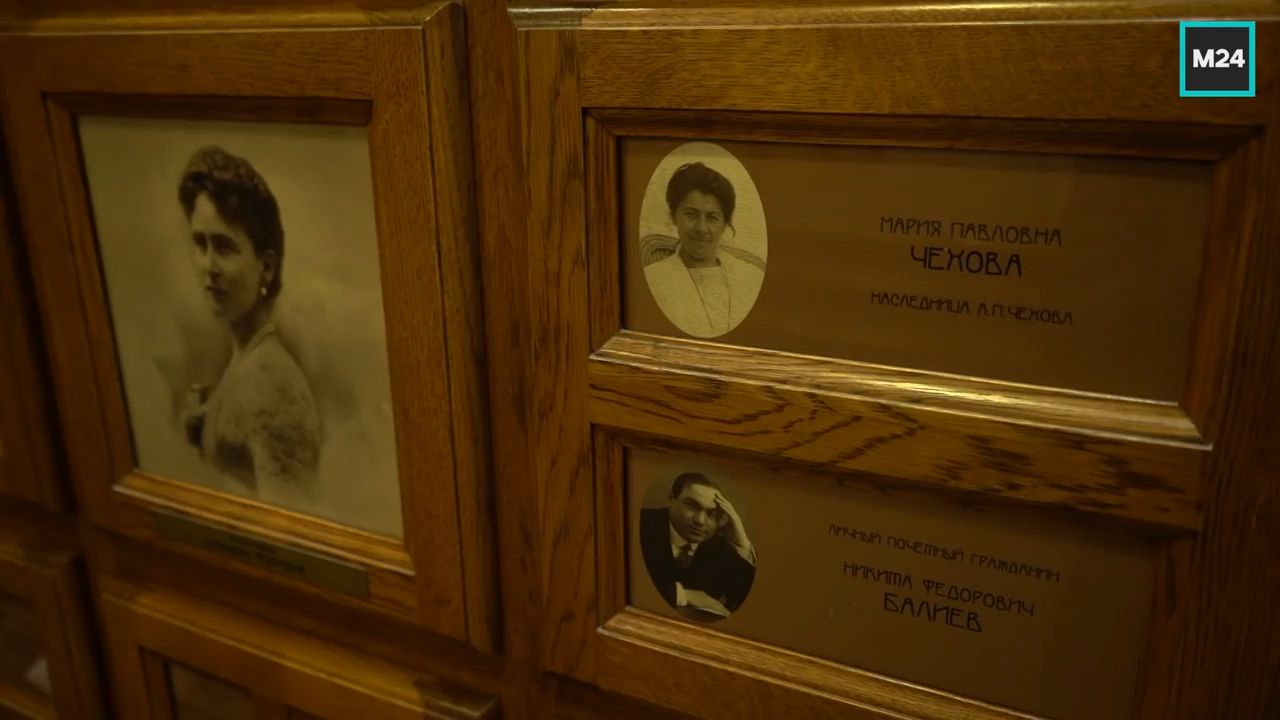 M24
МАРИЯ ПАВЛОВНА
ЧЕХОВА
НАСЛЕДНИЦА А.П.ЧЕХОВА
ЛИЧНЫЙ ПОЧЕТНЫЙ ГРАЖДАНИН
НИКИТА ФЕДОРОВИЧ
БАЛИЕВ